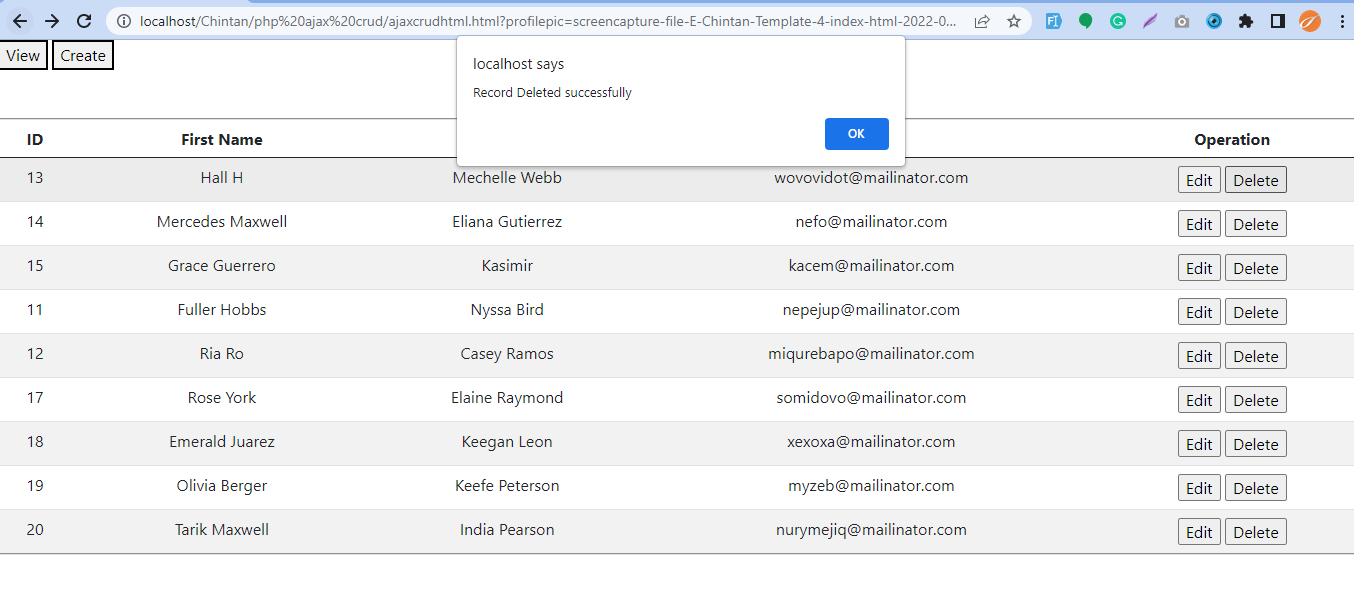 localhost/Chintan/php%20ajax%20crud/ajaxcrudhtml.html?profilepic=screencapture-file-E-Chintan-Template-4-index-html-2022-0...
View Create
localhost says
Record Deleted successfully
OK
ID First Name Operation
13 Hall H Mechelle Webb wovovidot@mailinator.com Edit Delete
14 Mercedes Maxwell Eliana Gutierrez nefo@mailinator.com Edit Delete
15 Grace Guerrero Kasimir kacem@mailinator.com Edit Delete
11 Fuller Hobbs Nyssa Bird nepejup@mailinator.com Edit Delete
12 Ria Ro Casey Ramos miqurebapo@mailinator.com Edit Delete
17 Rose York Elaine Raymond somidovo@mailinator.com Edit Delete
18 Emerald Juarez Keegan Leon xexoxa@mailinator.com Edit Delete
19 Olivia Berger Keefe Peterson myzeb@mailinator.com Edit Delete
20 Tarik Maxwell India Pearson nurymejiq@mailinator.com Edit Delete